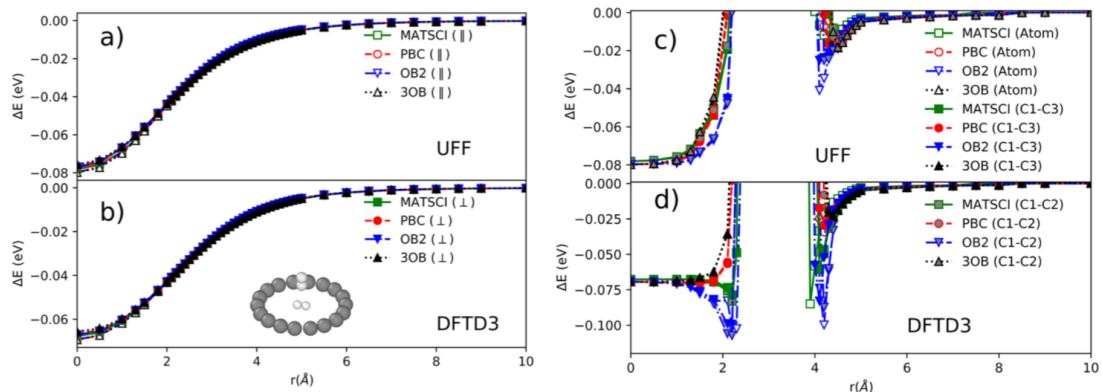 a)
ΔE (eV)
0.00
−0.02
−0.04
−0.06
−0.08
MATSCI (∥)
PBC (∥)
OB2 (∥)
3OB (∥)
UFF
b)
ΔE (eV)
0.00
−0.02
−0.04
−0.06
MATSCI (⊥)
PBC (⊥)
OB2 (⊥)
3OB (⊥)
DFTD3
0 2 4 6 8 10
r(Å)
c)
ΔE (eV)
0.00
−0.02
−0.04
−0.06
−0.08
MATSCI (Atom)
PBC (Atom)
OB2 (Atom)
3OB (Atom)
MATSCI (C1-C3)
PBC (C1-C3)
OB2 (C1-C3)
3OB (C1-C3)
UFF
d)
ΔE (eV)
0.000
−0.025
−0.050
−0.075
−0.100
MATSCI (C1-C2)
PBC (C1-C2)
OB2 (C1-C2)
3OB (C1-C2)
DFTD3
0 2 4 6 8 10
r(Å)